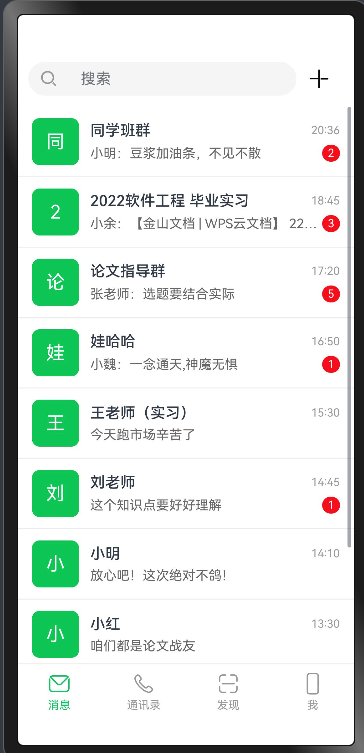 搜索
同
同学班群
20:36
小明：豆浆加油条，不见不散
2
2
2022软件工程 毕业实习
18:45
小余：【金山文档 | WPS云文档】 22...
3
论
论文指导群
17:20
张老师：选题要结合实际
5
娃
娃哈哈
16:50
小魏：一念通天,神魔无惧
1
王
王老师（实习）
15:30
今天跑市场辛苦了
刘
刘老师
14:45
这个知识点要好好理解
1
小
小明
14:10
放心吧！这次绝对不鸽！
小
小红
13:30
咱们都是论文战友
消息
通讯录
发现
我